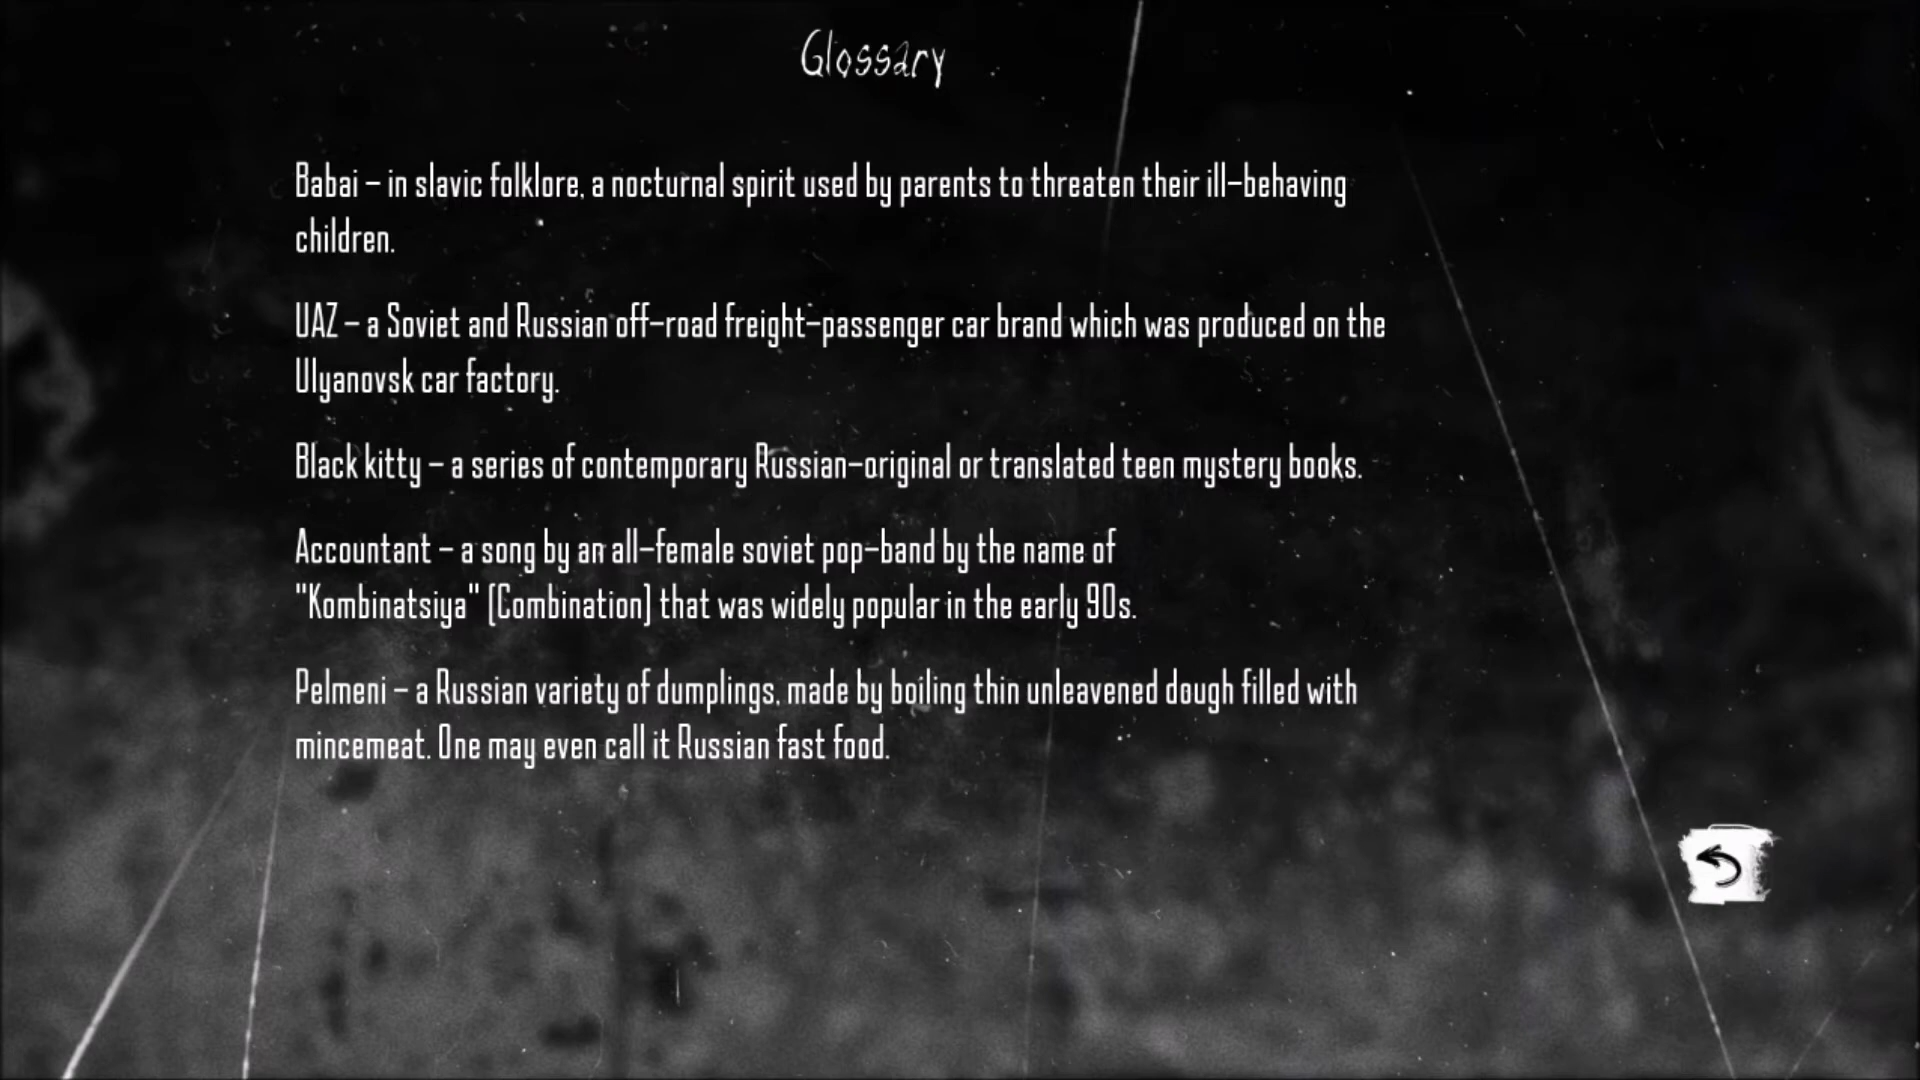 Glossary
Babai – in slavic folklore, a nocturnal spirit used by parents to threaten their ill-behaving
children.
UAZ – a Soviet and Russian off-road freight-passenger car brand which was produced on the
Ulyanovsk car factory.
Black kitty – a series of contemporary Russian-original or translated teen mystery books.
Accountant – a song by an all-female soviet pop-band by the name of
"Kombinatsiya" (Combination) that was widely popular in the early 90s.
Pelmeni – a Russian variety of dumplings, made by boiling thin unleavened dough filled with
mincemeat. One may even call it Russian fast food.